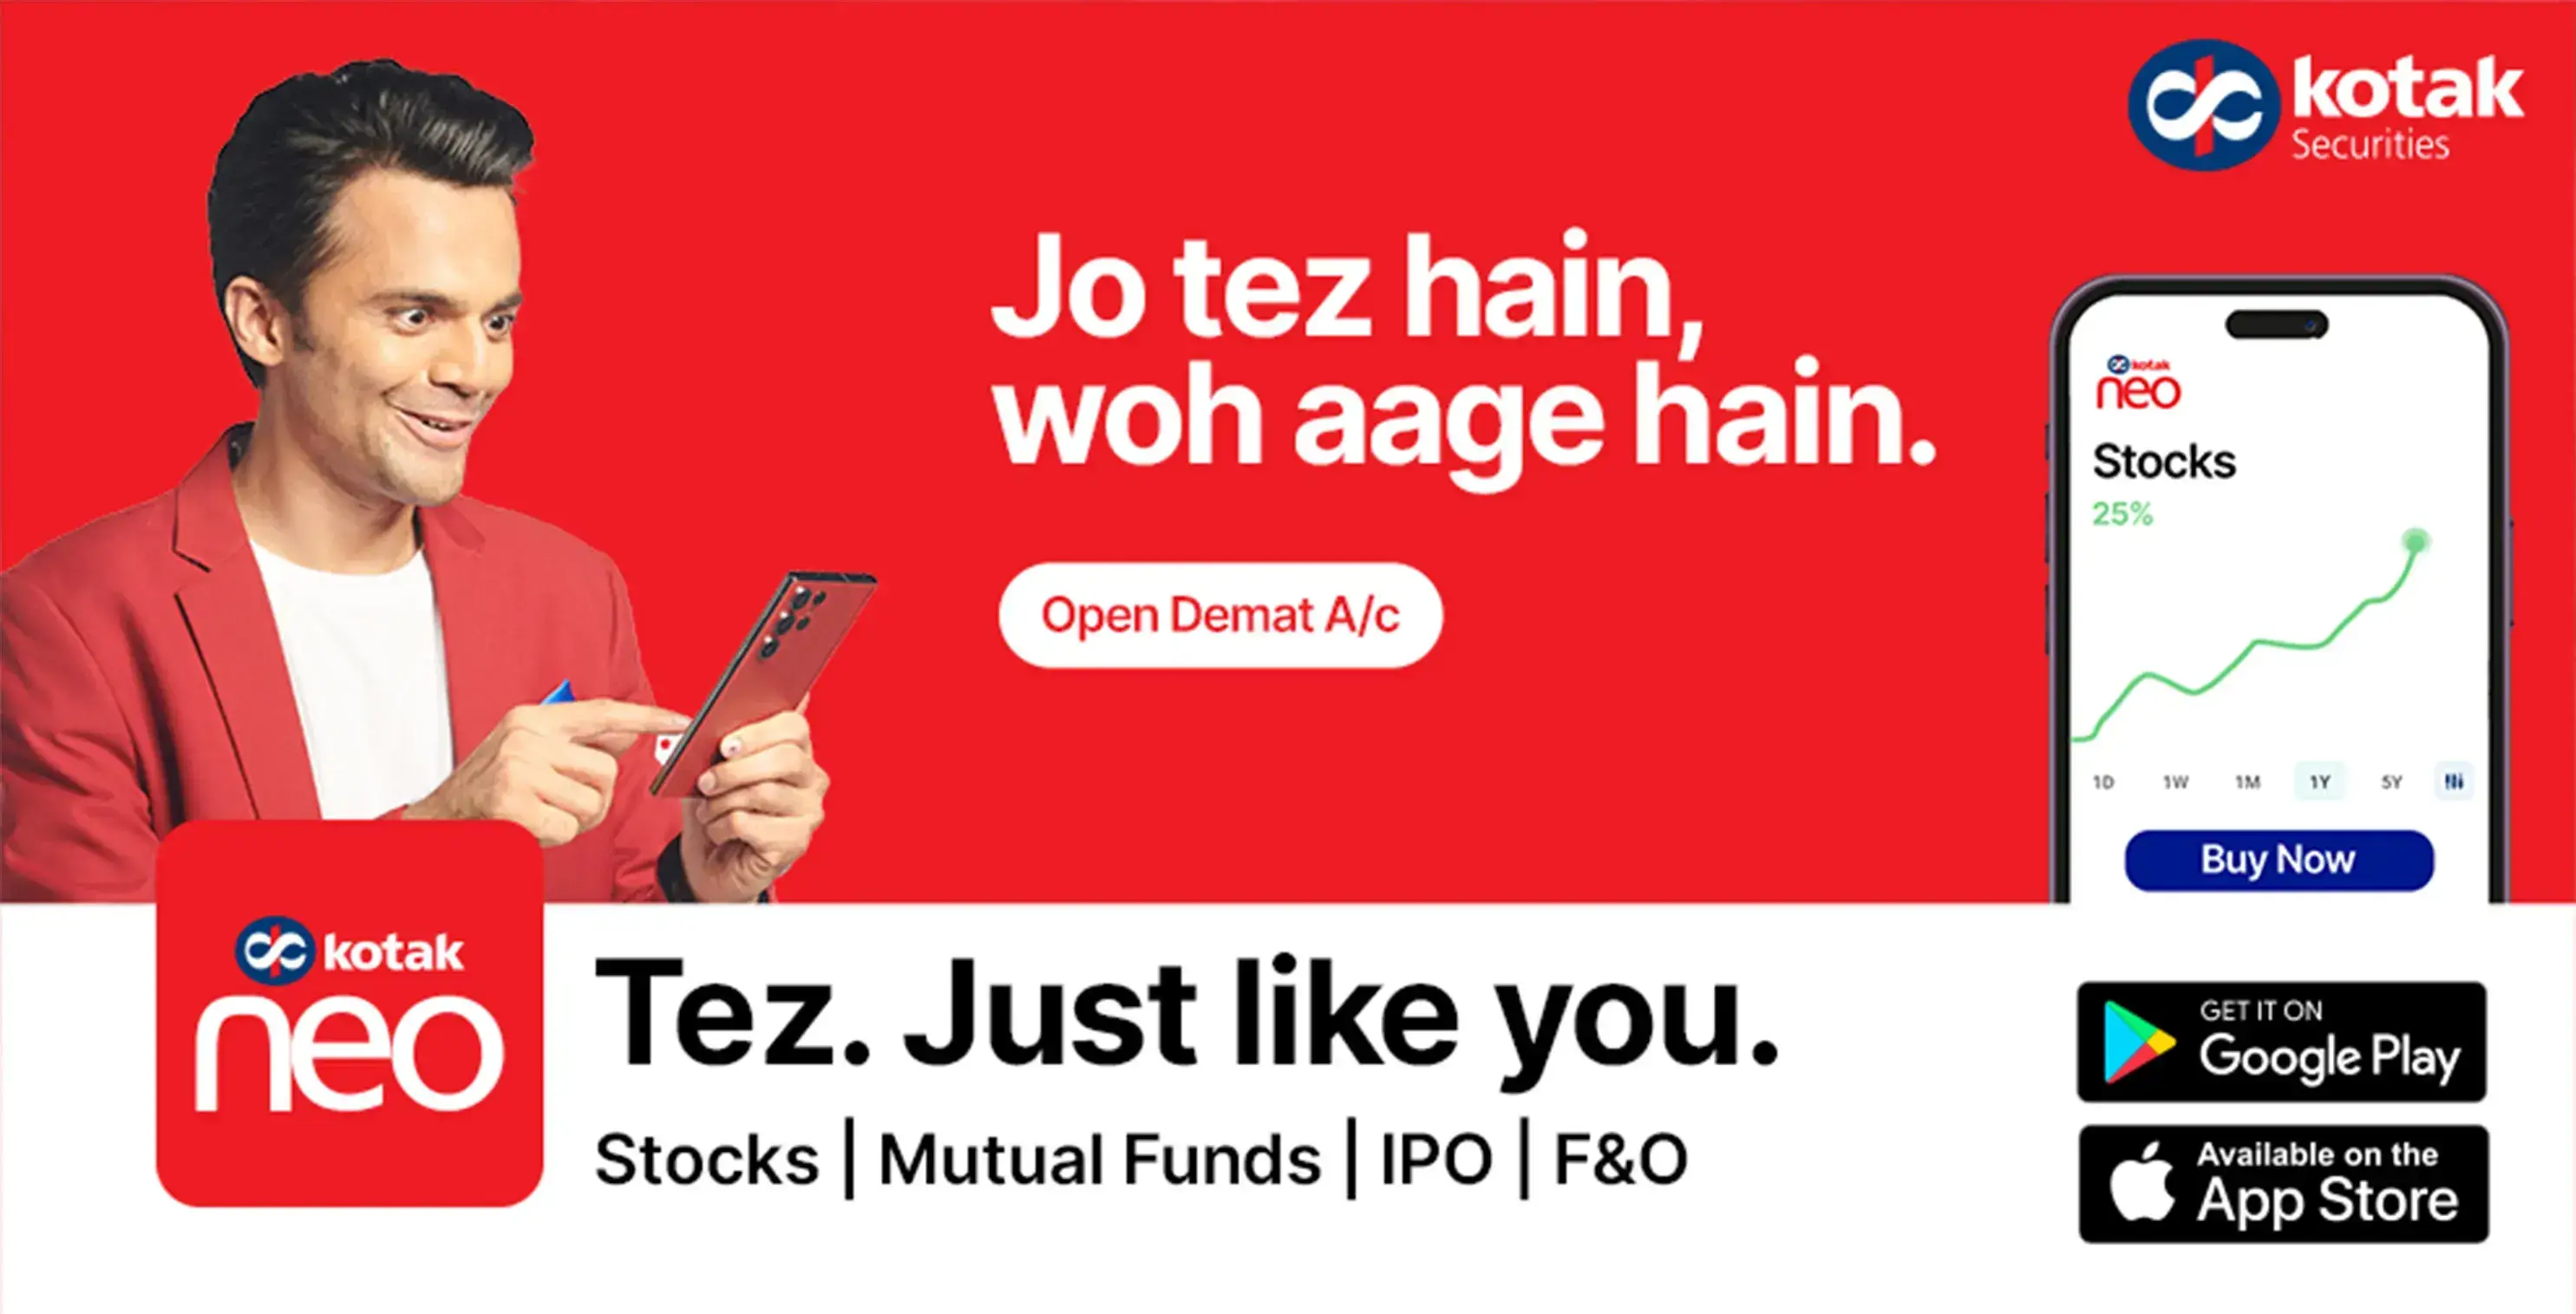 kotak
Securities
Jo tez hain,
woh aage hain.
Open Demat A/c
kotak
neo
Stocks
25%
1D 1W 1M 1Y 5Y
Buy Now
kotak
neo
Tez. Just like you.
Stocks | Mutual Funds | IPO | F&O
GET IT ON
Google Play
Available on the
App Store